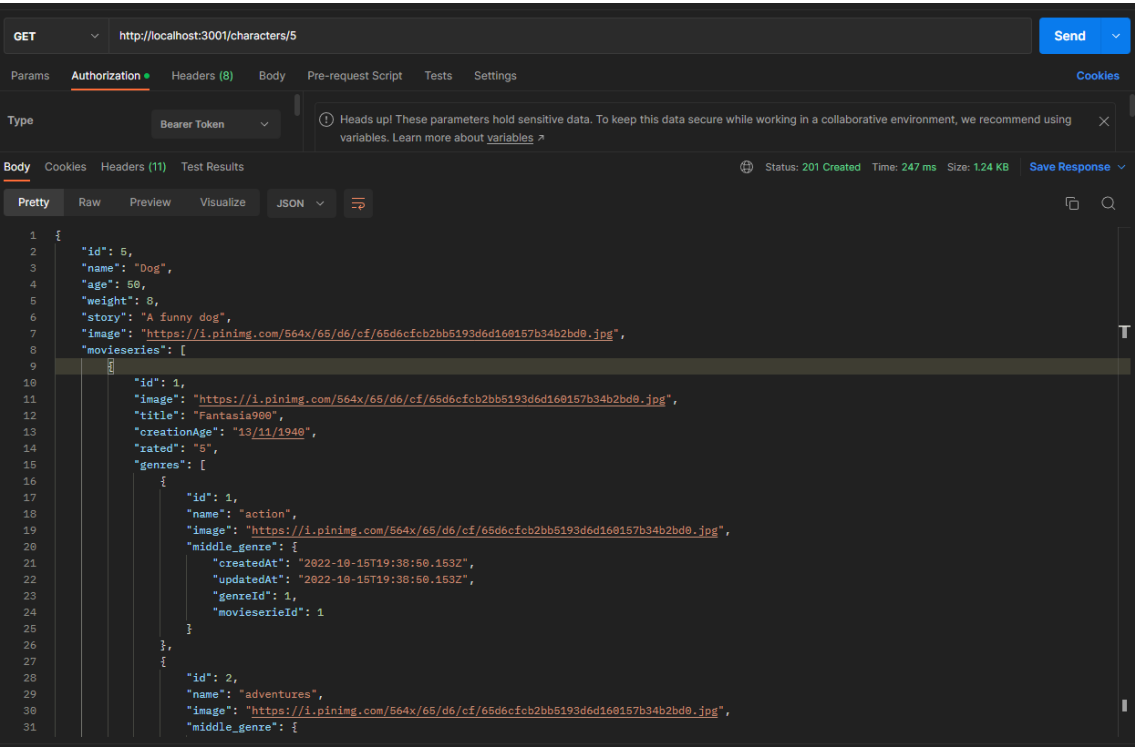 GET http://localhost:3001/characters/5 Send
Params Authorization Headers (8) Body Pre-request Script Tests Settings Cookies
Type Bearer Token
Heads up! These parameters hold sensitive data. To keep this data secure while working in a collaborative environment, we recommend using
variables. Learn more about variables ↗
Body Cookies Headers (11) Test Results Status: 201 Created Time: 247 ms Size: 1.24 KB Save Response
Pretty Raw Preview Visualize JSON
1 {
2 "id": 5,
3 "name": "Dog",
4 "age": 50,
5 "weight": 8,
6 "story": "A funny dog",
7 "image": "https://i.pinimg.com/564x/65/d6/cf/65d6cfcb2bb5193d6d160157b34b2bd0.jpg",
8 "movieseries": [
9 {
10 "id": 1,
11 "image": "https://i.pinimg.com/564x/65/d6/cf/65d6cfcb2bb5193d6d160157b34b2bd0.jpg",
12 "title": "Fantasia900",
13 "creationAge": "13/11/1940",
14 "rated": "5",
15 "genres": [
16 {
17 "id": 1,
18 "name": "action",
19 "image": "https://i.pinimg.com/564x/65/d6/cf/65d6cfcb2bb5193d6d160157b34b2bd0.jpg",
20 "middle_genre": {
21 "createdAt": "2022-10-15T19:38:50.153Z",
22 "updatedAt": "2022-10-15T19:38:50.153Z",
23 "genreId": 1,
24 "movieserieId": 1
25 }
26 },
27 {
28 "id": 2,
29 "name": "adventures",
30 "image": "https://i.pinimg.com/564x/65/d6/cf/65d6cfcb2bb5193d6d160157b34b2bd0.jpg",
31 "middle_genre": {